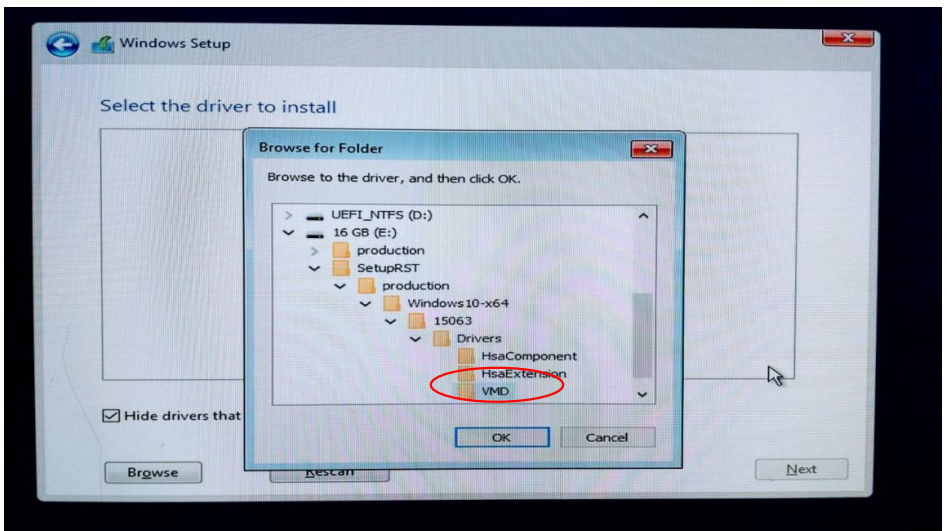 Windows Setup
Select the driver to install
Browse for Folder
Browse to the driver, and then click OK.
UEFI_NTFS (D:)
16 GB (E:)
production
SetupRST
production
Windows10-x64
15063
Drivers
HsaComponent
HsaExtension
VMD
Hide drivers that
OK
Cancel
Browse
Rescan
Next